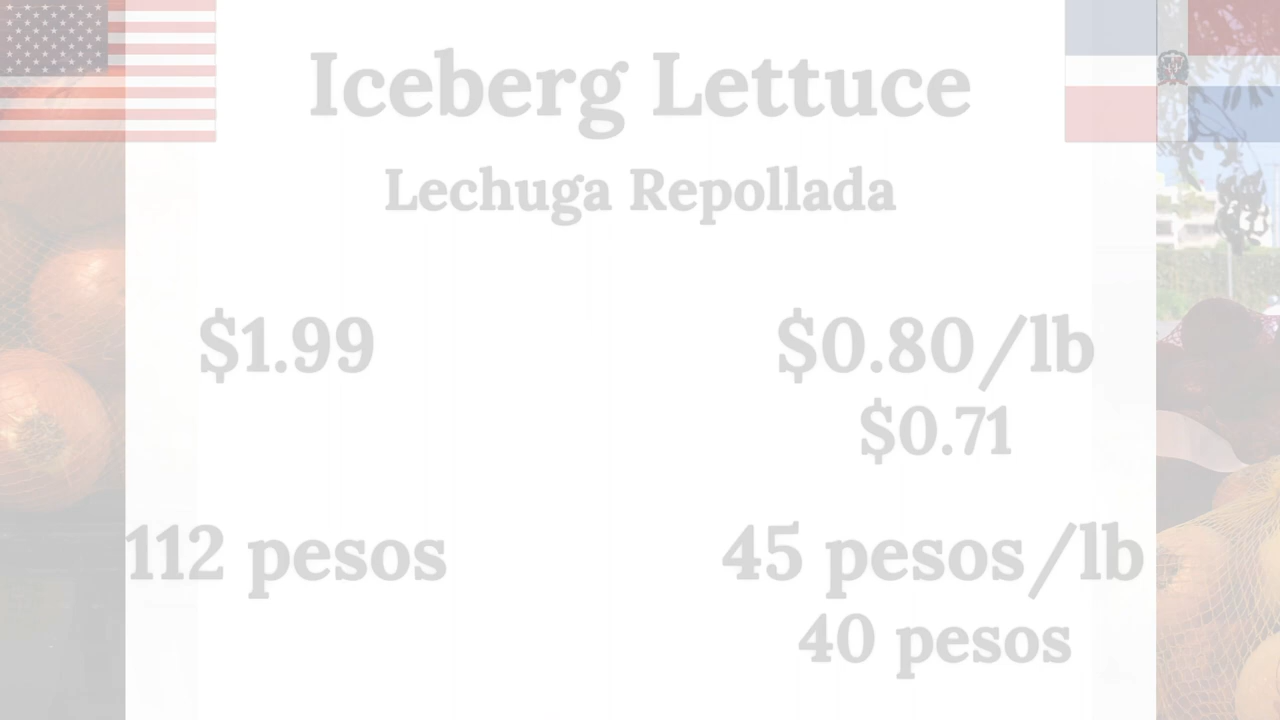 Iceberg Lettuce
Lechuga Repollada
$1.99
$0.80/lb
$0.71
112 pesos
45 pesos/lb
40 pesos